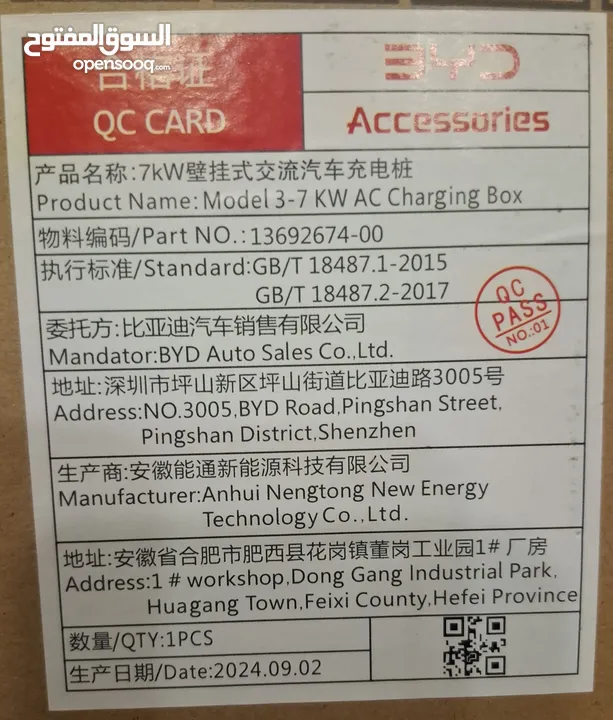 السوق المفتوح
opensooq.com
合格证
QC CARD
BYD
Accessories
产品名称:7kW壁挂式交流汽车充电桩
Product Name: Model 3-7 KW AC Charging Box
物料编码/Part NO.:13692674-00
执行标准/Standard:GB/T 18487.1-2015
GB/T 18487.2-2017
QC
PASS
NO.:01
委托方:比亚迪汽车销售有限公司
Mandator:BYD Auto Sales Co.,Ltd.
地址:深圳市坪山新区坪山街道比亚迪路3005号
Address:NO.3005,BYD Road,Pingshan Street,
Pingshan District,Shenzhen
生产商:安徽能通新能源科技有限公司
Manufacturer:Anhui Nengtong New Energy
Technology Co.,Ltd.
地址:安徽省合肥市肥西县花岗镇董岗工业园1# 厂房
Address:1 # workshop,Dong Gang Industrial Park,
Huagang Town,Feixi County,Hefei Province
数量/QTY:1PCS
生产日期/Date:2024.09.02